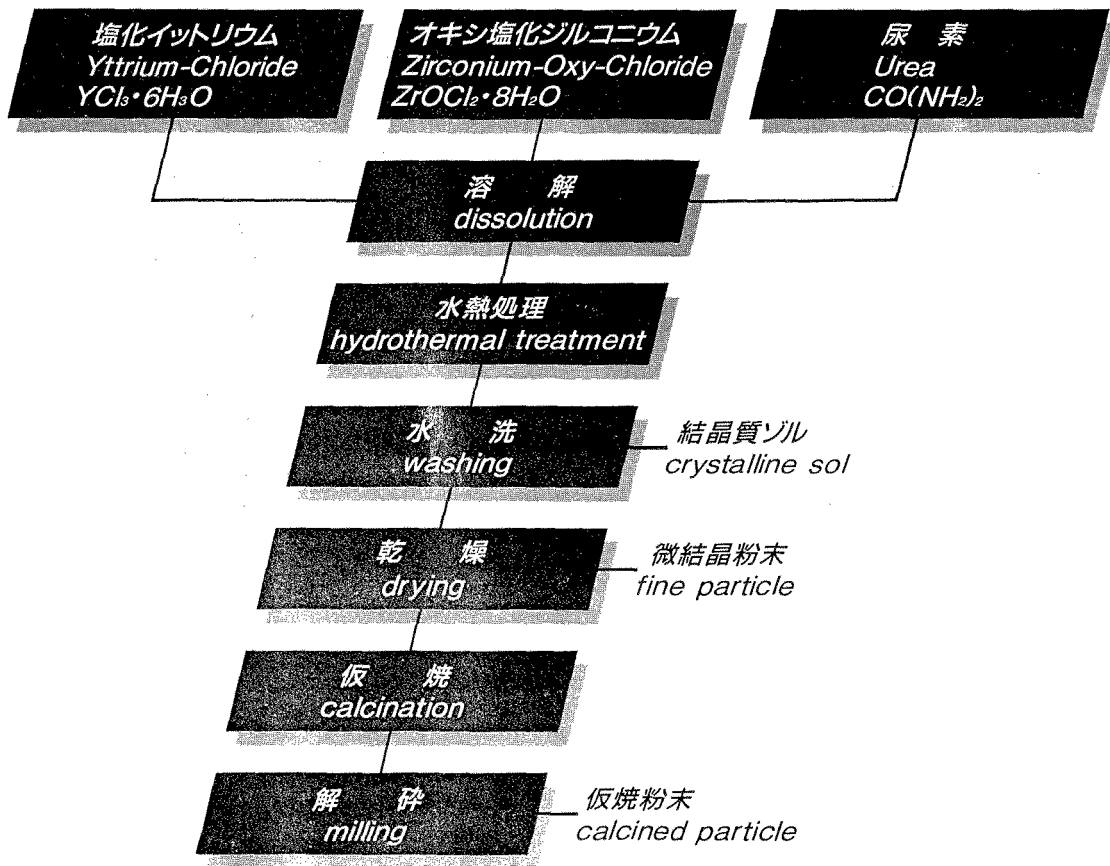 塩化イットリウム
Yttrium-Chloride
YCl₃・6H₃O
オキシ塩化ジルコニウム
Zirconium-Oxy-Chloride
ZrOCl₂・8H₂O
尿素
Urea
CO(NH₂)₂
溶解
dissolution
水熱処理
hydrothermal treatment
水洗
washing
結晶質ゾル
crystalline sol
乾燥
drying
微結晶粉末
fine particle
仮焼
calcination
解砕
milling
仮焼粉末
calcined particle